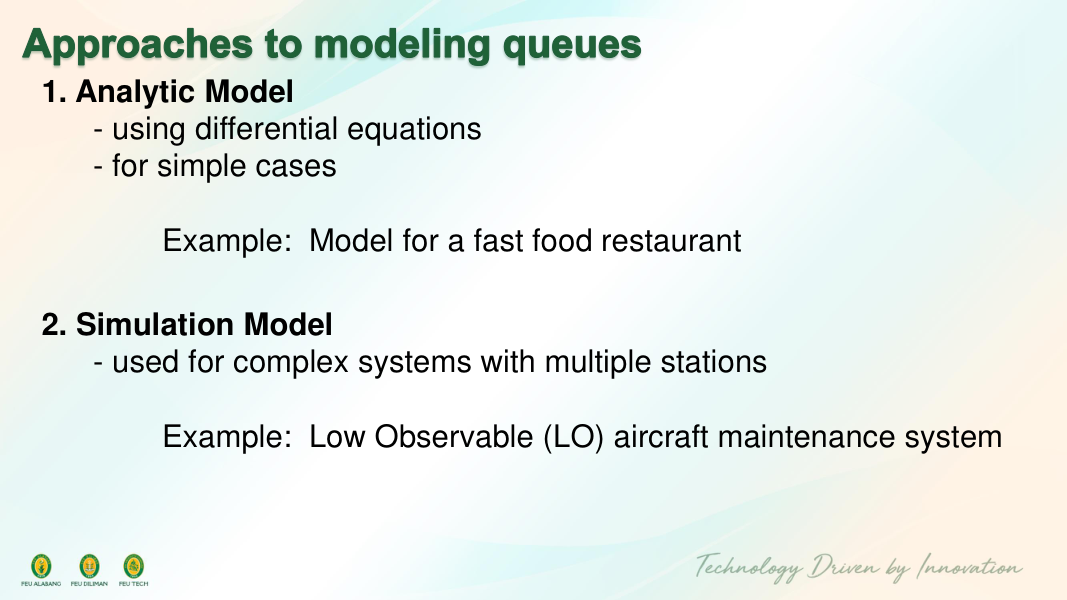 Approaches to modeling queues
1. Analytic Model
- using differential equations
- for simple cases
Example:  Model for a fast food restaurant
2. Simulation Model
- used for complex systems with multiple stations
Example:  Low Observable (LO) aircraft maintenance system
FEU ALABANG FEU DILIMAN FEU TECH
Technology Driven by Innovation